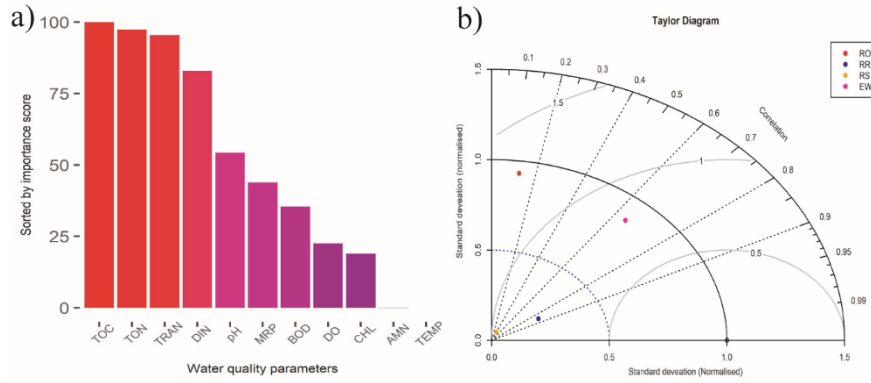 a)
Sorted by importance score
100
75
50
25
0
TOC TON TRAN DIN pH MRP BOD DO CHL AMN TEMP
Water quality parameters
b)
Taylor Diagram
RO
RR
RS
EW
Standard deveation (normalised)
1.5
1.0
0.5
0.0
0.1 0.2 0.3 0.4 0.5 0.6 0.7 0.8 0.9 0.95 0.99
Correlation
1.5
1
0.5
0.0 0.5 1.0 1.5
Standard deveation (Normalised)